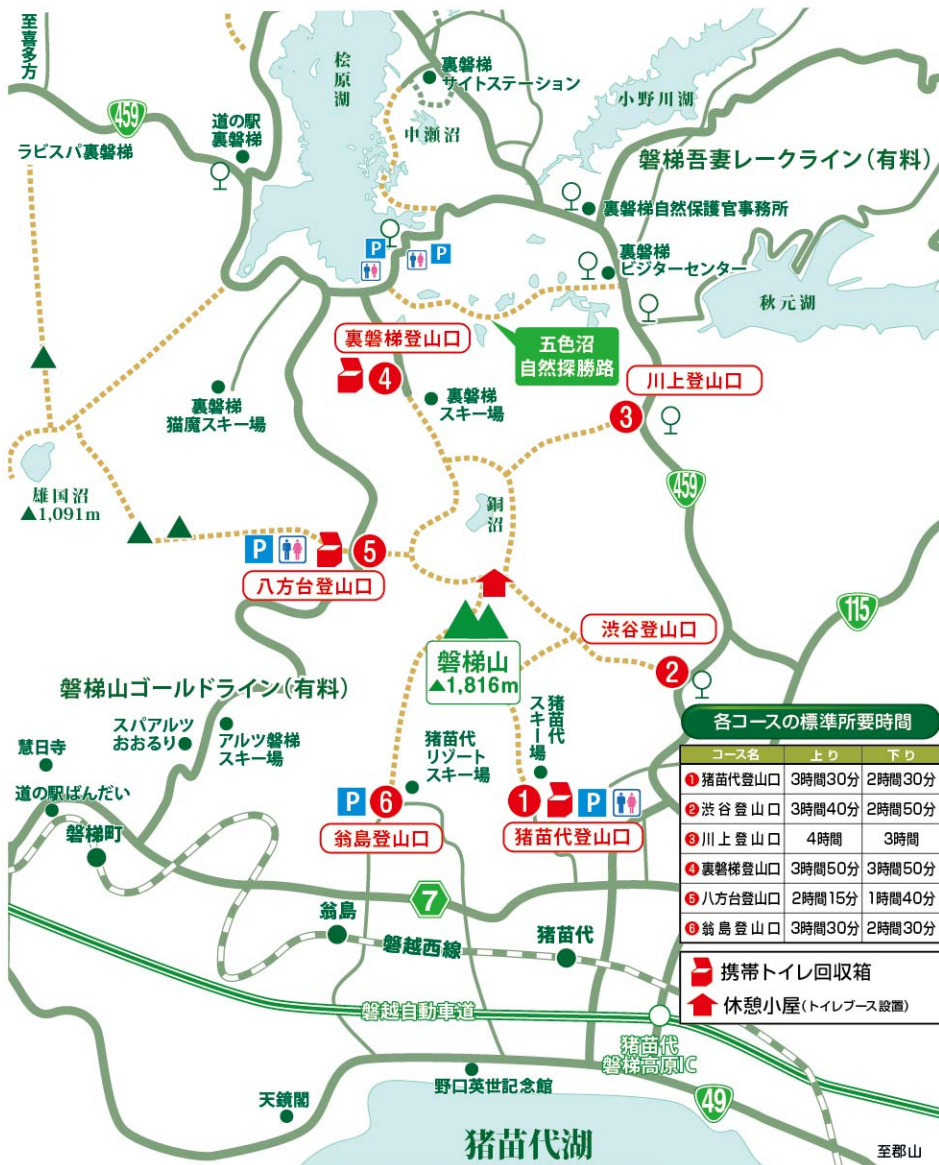 至喜多方
459
道の駅
裏磐梯
ラビスパ裏磐梯
桧原湖
裏磐梯
サイトステーション
中瀬沼
小野川湖
磐梯吾妻レークライン(有料)
裏磐梯自然保護官事務所
裏磐梯
ビジターセンター
秋元湖
P
P
裏磐梯登山口
4
五色沼
自然探勝路
川上登山口
3
裏磐梯
スキー場
裏磐梯
猫魔スキー場
雄国沼
▲1,091m
銅沼
459
P
5
八方台登山口
115
渋谷登山口
2
磐梯山
▲1,816m
磐梯山ゴールドライン(有料)
スパアルツ
おおるり
アルツ磐梯
スキー場
慧日寺
道の駅ばんだい
磐梯町
猪苗代
リゾート
スキー場
猪苗代
スキー場
P
6
翁島登山口
1
P
猪苗代登山口
各コースの標準所要時間
コース名 上り 下り
1 猪苗代登山口 3時間30分 2時間30分
2 渋谷登山口 3時間40分 2時間50分
3 川上登山口 4時間 3時間
4 裏磐梯登山口 3時間50分 3時間50分
5 八方台登山口 2時間15分 1時間40分
6 翁島登山口 3時間30分 2時間30分
携帯トイレ回収箱
休憩小屋(トイレブース設置)
7
翁島
磐越西線
猪苗代
磐越自動車道
猪苗代
磐梯高原IC
野口英世記念館
天鏡閣
49
猪苗代湖
至郡山